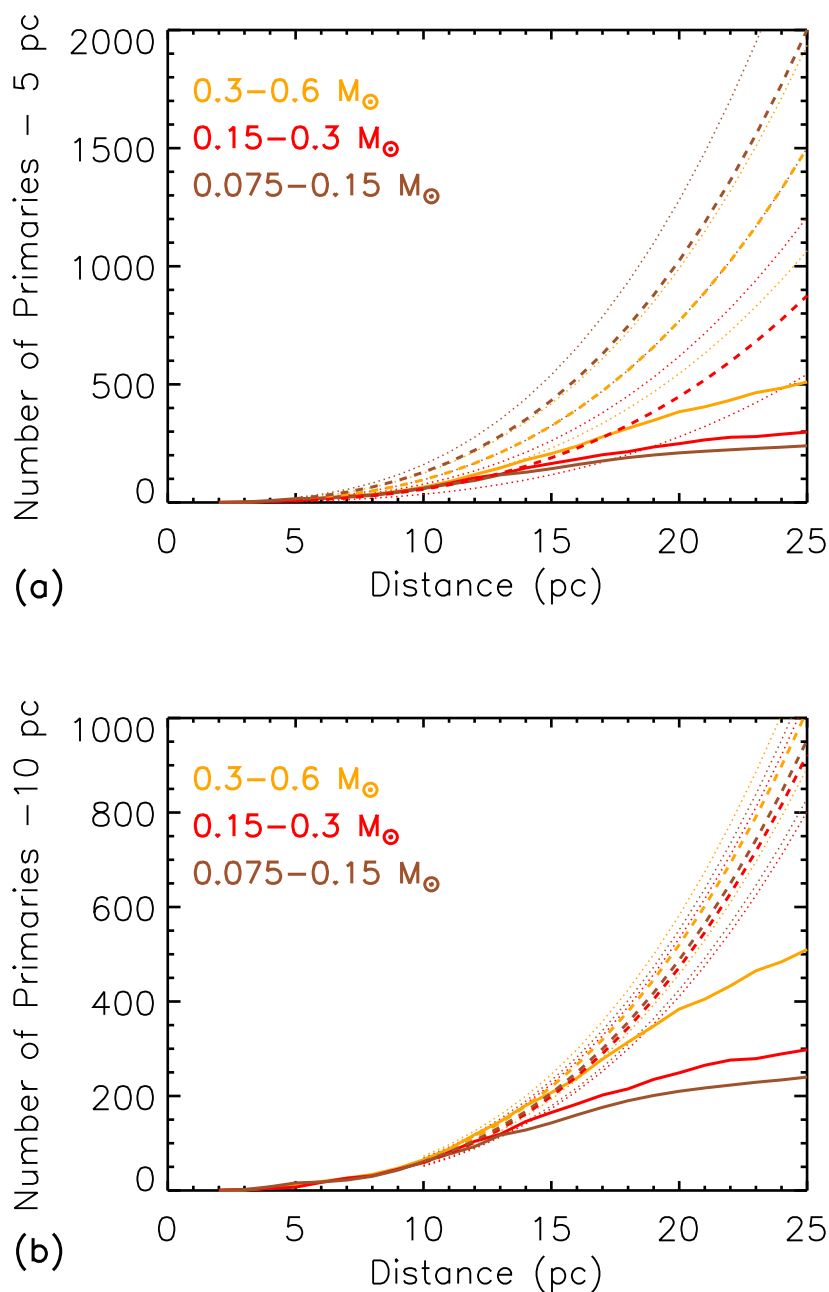 Number of Primaries - 5 pc
2000
1500
1000
500
0
0.3-0.6 M⊙
0.15-0.3 M⊙
0.075-0.15 M⊙
0 5 10 15 20 25
Distance (pc)
(a)
Number of Primaries -10 pc
1000
800
600
400
200
0
0.3-0.6 M⊙
0.15-0.3 M⊙
0.075-0.15 M⊙
0 5 10 15 20 25
Distance (pc)
(b)